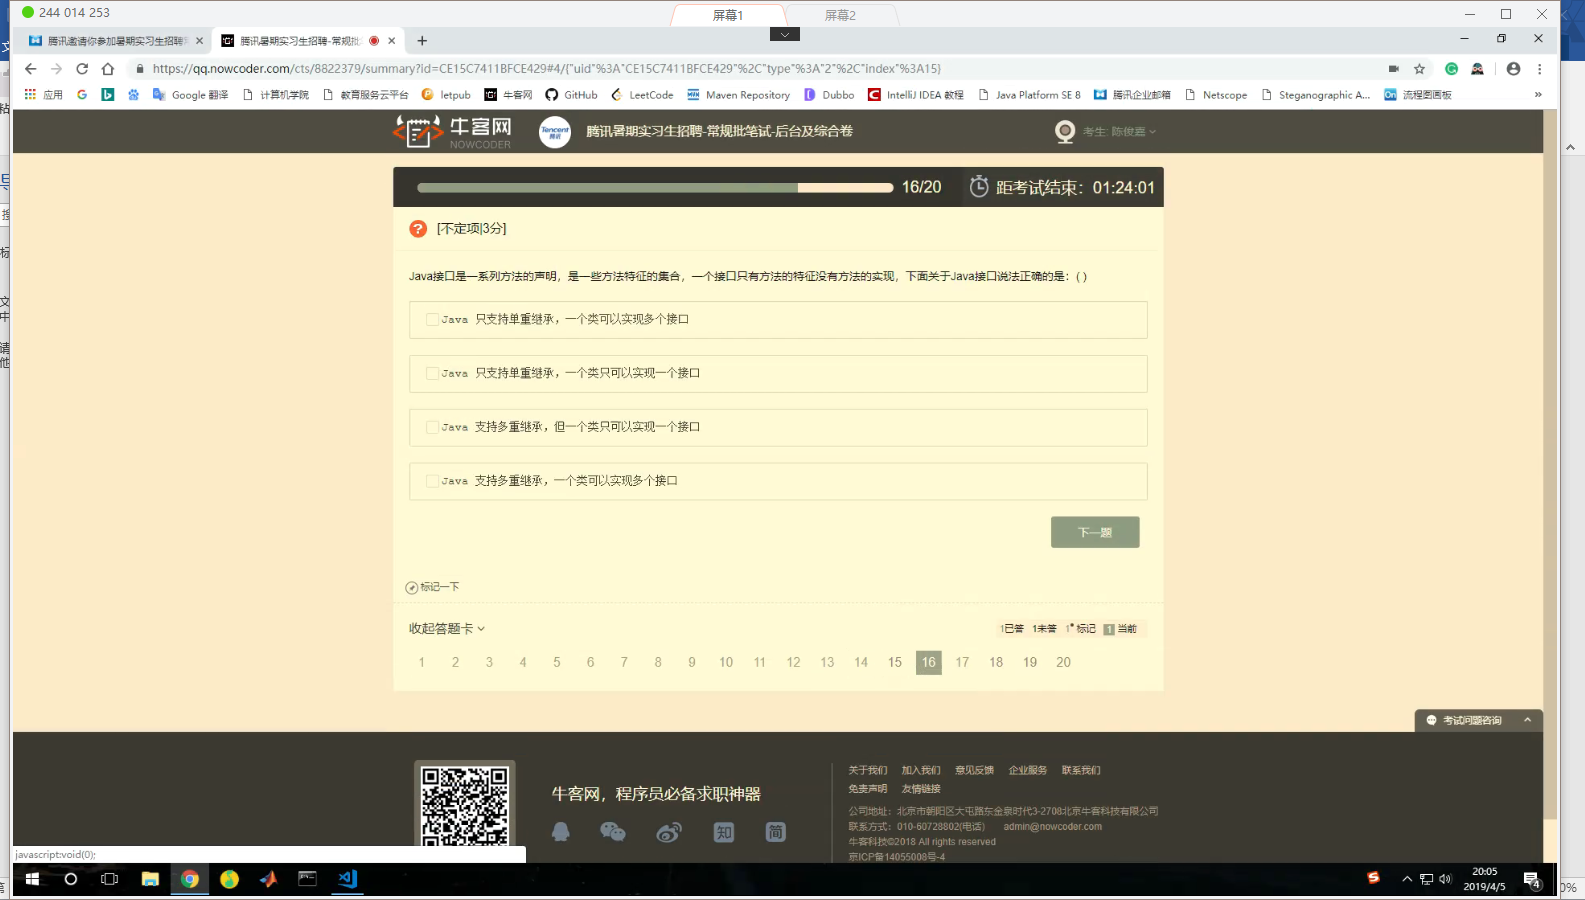 244 014 253
屏幕1
屏幕2
腾讯邀请你参加暑期实习生招聘
腾讯暑期实习生招聘-常规批
https://qq.nowcoder.com/cts/8822379/summary?id=CE15C7411BFCE429#4/{"uid"%3A"CE15C7411BFCE429"%2C"type"%3A"2"%2C"index"%3A15}
应用
Google 翻译
计算机学院
教育服务云平台
letpub
牛客网
GitHub
LeetCode
Maven Repository
Dubbo
IntelliJ IDEA 教程
Java Platform SE 8
腾讯企业邮箱
Netscope
Steganographic A...
流程图画板
牛客网
NOWCODER
Tencent 腾讯
腾讯暑期实习生招聘-常规批笔试-后台及综合卷
考生: 陈俊嘉
16/20
距考试结束：01:24:01
[不定项|3分]
Java接口是一系列方法的声明，是一些方法特征的集合，一个接口只有方法的特征没有方法的实现，下面关于Java接口说法正确的是：( )
Java 只支持单重继承，一个类可以实现多个接口
Java 只支持单重继承，一个类只可以实现一个接口
Java 支持多重继承，但一个类只可以实现一个接口
Java 支持多重继承，一个类可以实现多个接口
下一题
标记一下
收起答题卡
1已答 1未答 1* 标记 1 当前
1 2 3 4 5 6 7 8 9 10 11 12 13 14 15 16 17 18 19 20
考试问题咨询
牛客网，程序员必备求职神器
知
简
关于我们 加入我们 意见反馈 企业服务 联系我们
免责声明 友情链接
公司地址：北京市朝阳区大屯路东金泉时代3-2708北京牛客科技有限公司
联系方式：010-60728802(电话) admin@nowcoder.com
牛客科技©2018 All rights reserved
京ICP备14055008号-4
javascript:void(0);
20:05
2019/4/5
4
0%